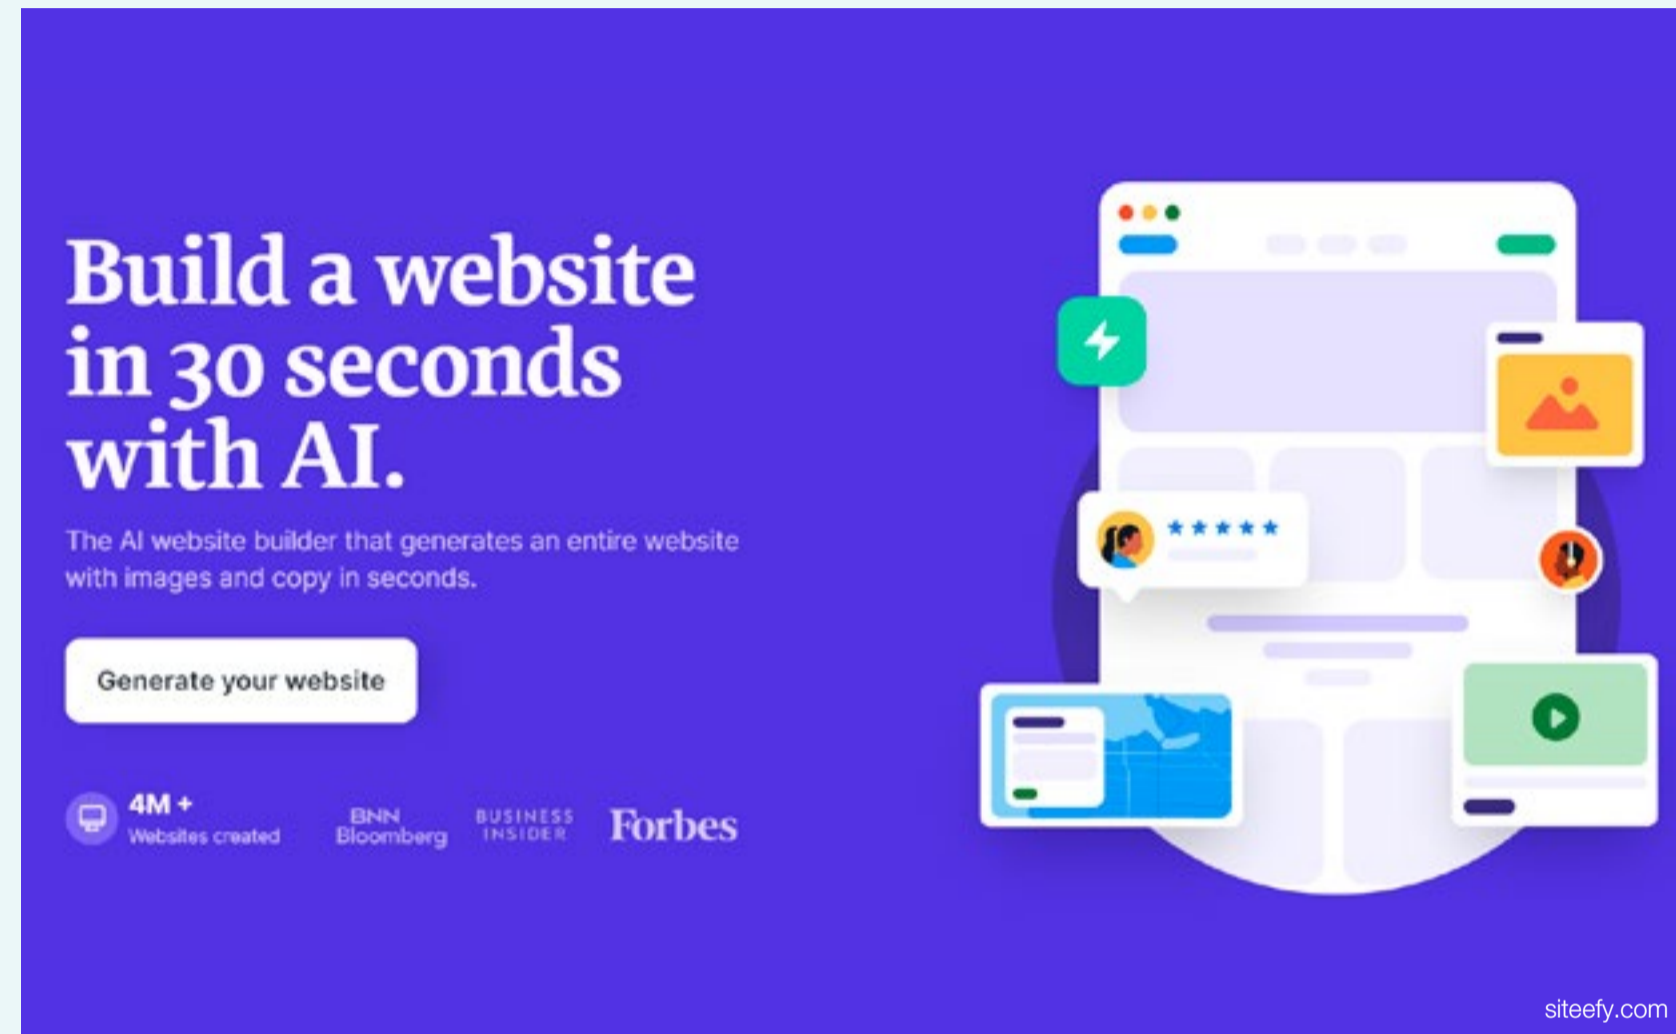 Build a website
in 30 seconds
with AI.
The AI website builder that generates an entire website
with images and copy in seconds.
Generate your website
4M +
Websites created
BNN
Bloomberg
BUSINESS
INSIDER
Forbes
siteefy.com